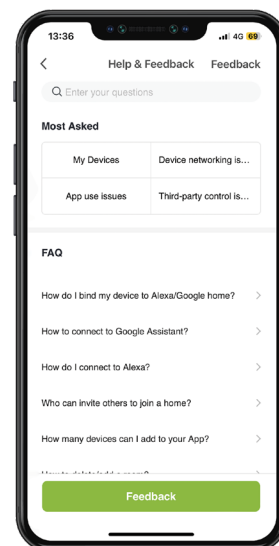 13:36
4G 69
Help & Feedback Feedback
Enter your questions
Most Asked
My Devices Device networking is...
App use issues Third-party control is...
FAQ
How do I bind my device to Alexa/Google home?
How to connect to Google Assistant?
How do I connect to Alexa?
Who can invite others to join a home?
How many devices can I add to your App?
Feedback